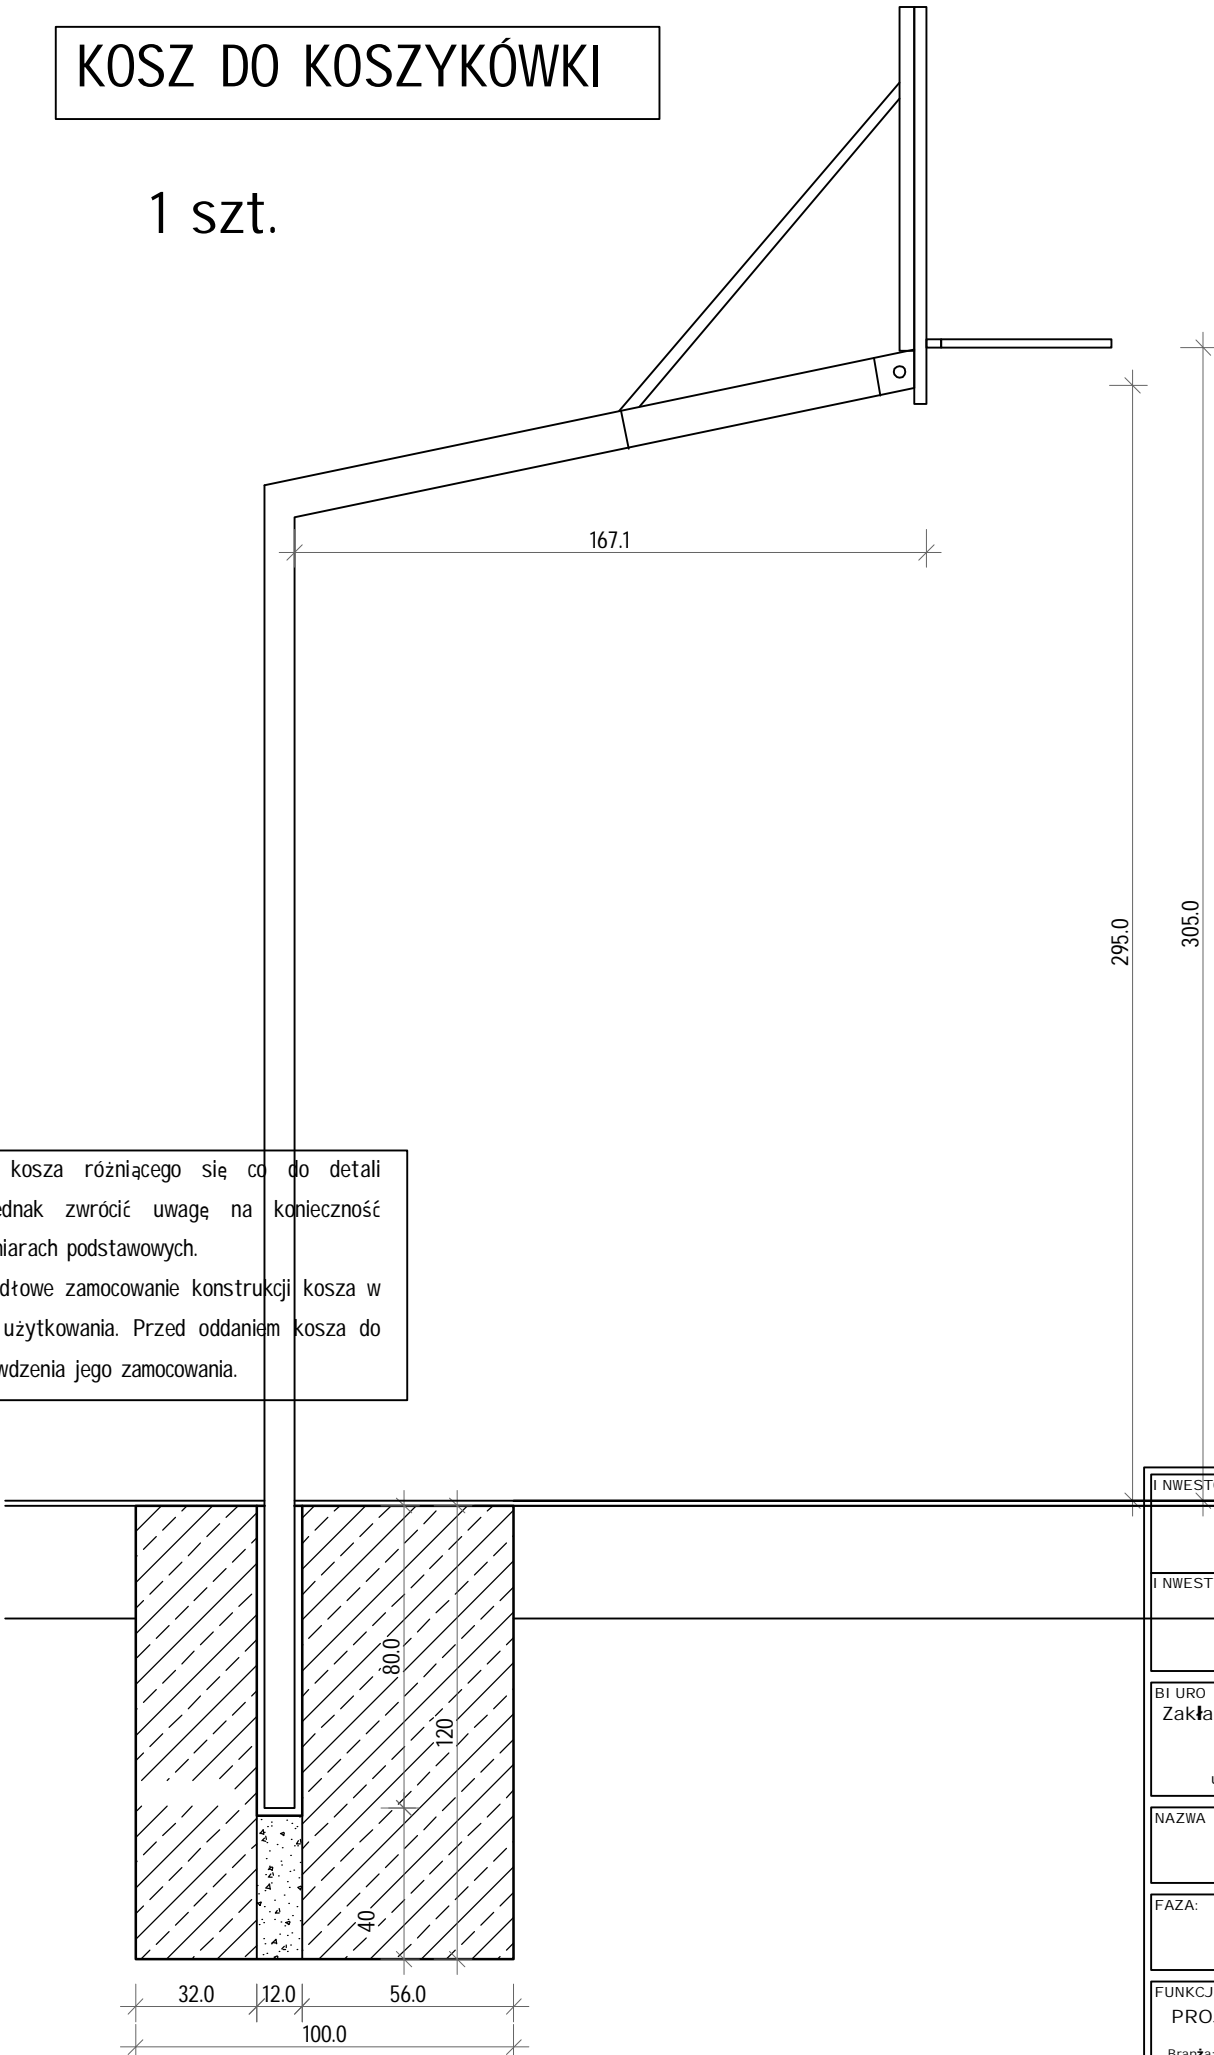 KOSZ DO KOSZYKÓWKI
1 szt.
167.1
295.0
305.0
kosza różniącego się co do detali
ednak zwrócić uwagę na konieczność
miarach podstawowych.
dłowe zamocowanie konstrukcji kosza w
użytkowania. Przed oddaniem kosza do
wdzenia jego zamocowania.
80.0
120
40
32.0
12.0
56.0
100.0
INWEST
INWEST
BIURO
Zakła
NAZWA
FAZA:
FUNKCJ
PRO
Branża: